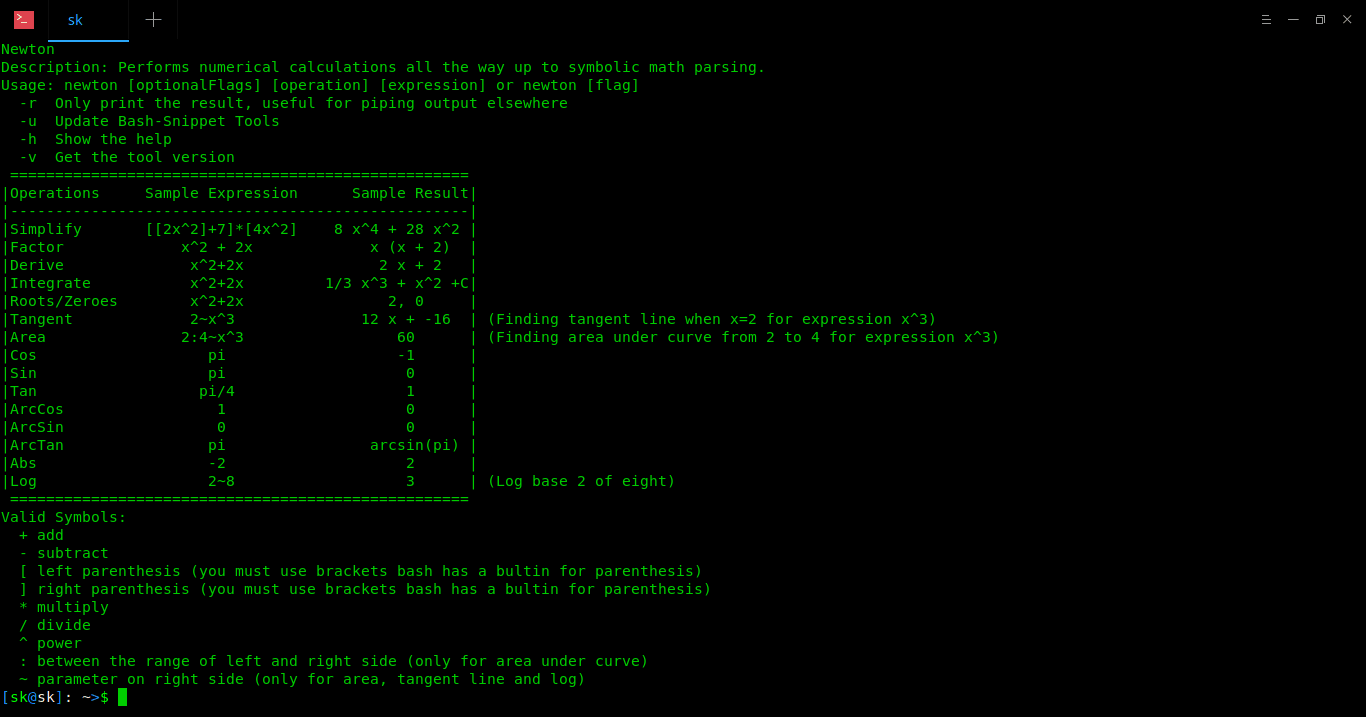 sk
Newton
Description: Performs numerical calculations all the way up to symbolic math parsing.
Usage: newton [optionalFlags] [operation] [expression] or newton [flag]
  -r  Only print the result, useful for piping output elsewhere
  -u  Update Bash-Snippet Tools
  -h  Show the help
  -v  Get the tool version
 ===================================================
|Operations     Sample Expression      Sample Result|
|---------------------------------------------------|
|Simplify       [[2x^2]+7]*[4x^2]    8 x^4 + 28 x^2 |
|Factor             x^2 + 2x             x (x + 2)  |
|Derive              x^2+2x               2 x + 2   |
|Integrate           x^2+2x         1/3 x^3 + x^2 +C|
|Roots/Zeroes        x^2+2x                2, 0     |
|Tangent             2~x^3              12 x + -16  | (Finding tangent line when x=2 for expression x^3)
|Area               2:4~x^3                 60      | (Finding area under curve from 2 to 4 for expression x^3)
|Cos                   pi                   -1      |
|Sin                   pi                    0      |
|Tan                  pi/4                   1      |
|ArcCos                 1                    0      |
|ArcSin                 0                    0      |
|ArcTan                pi                arcsin(pi) |
|Abs                   -2                    2      |
|Log                   2~8                   3      | (Log base 2 of eight)
 ===================================================
Valid Symbols:
  + add
  - subtract
  [ left parenthesis (you must use brackets bash has a bultin for parenthesis)
  ] right parenthesis (you must use brackets bash has a bultin for parenthesis)
  * multiply
  / divide
  ^ power
  : between the range of left and right side (only for area under curve)
  ~ parameter on right side (only for area, tangent line and log)
[sk@sk]: ~>$